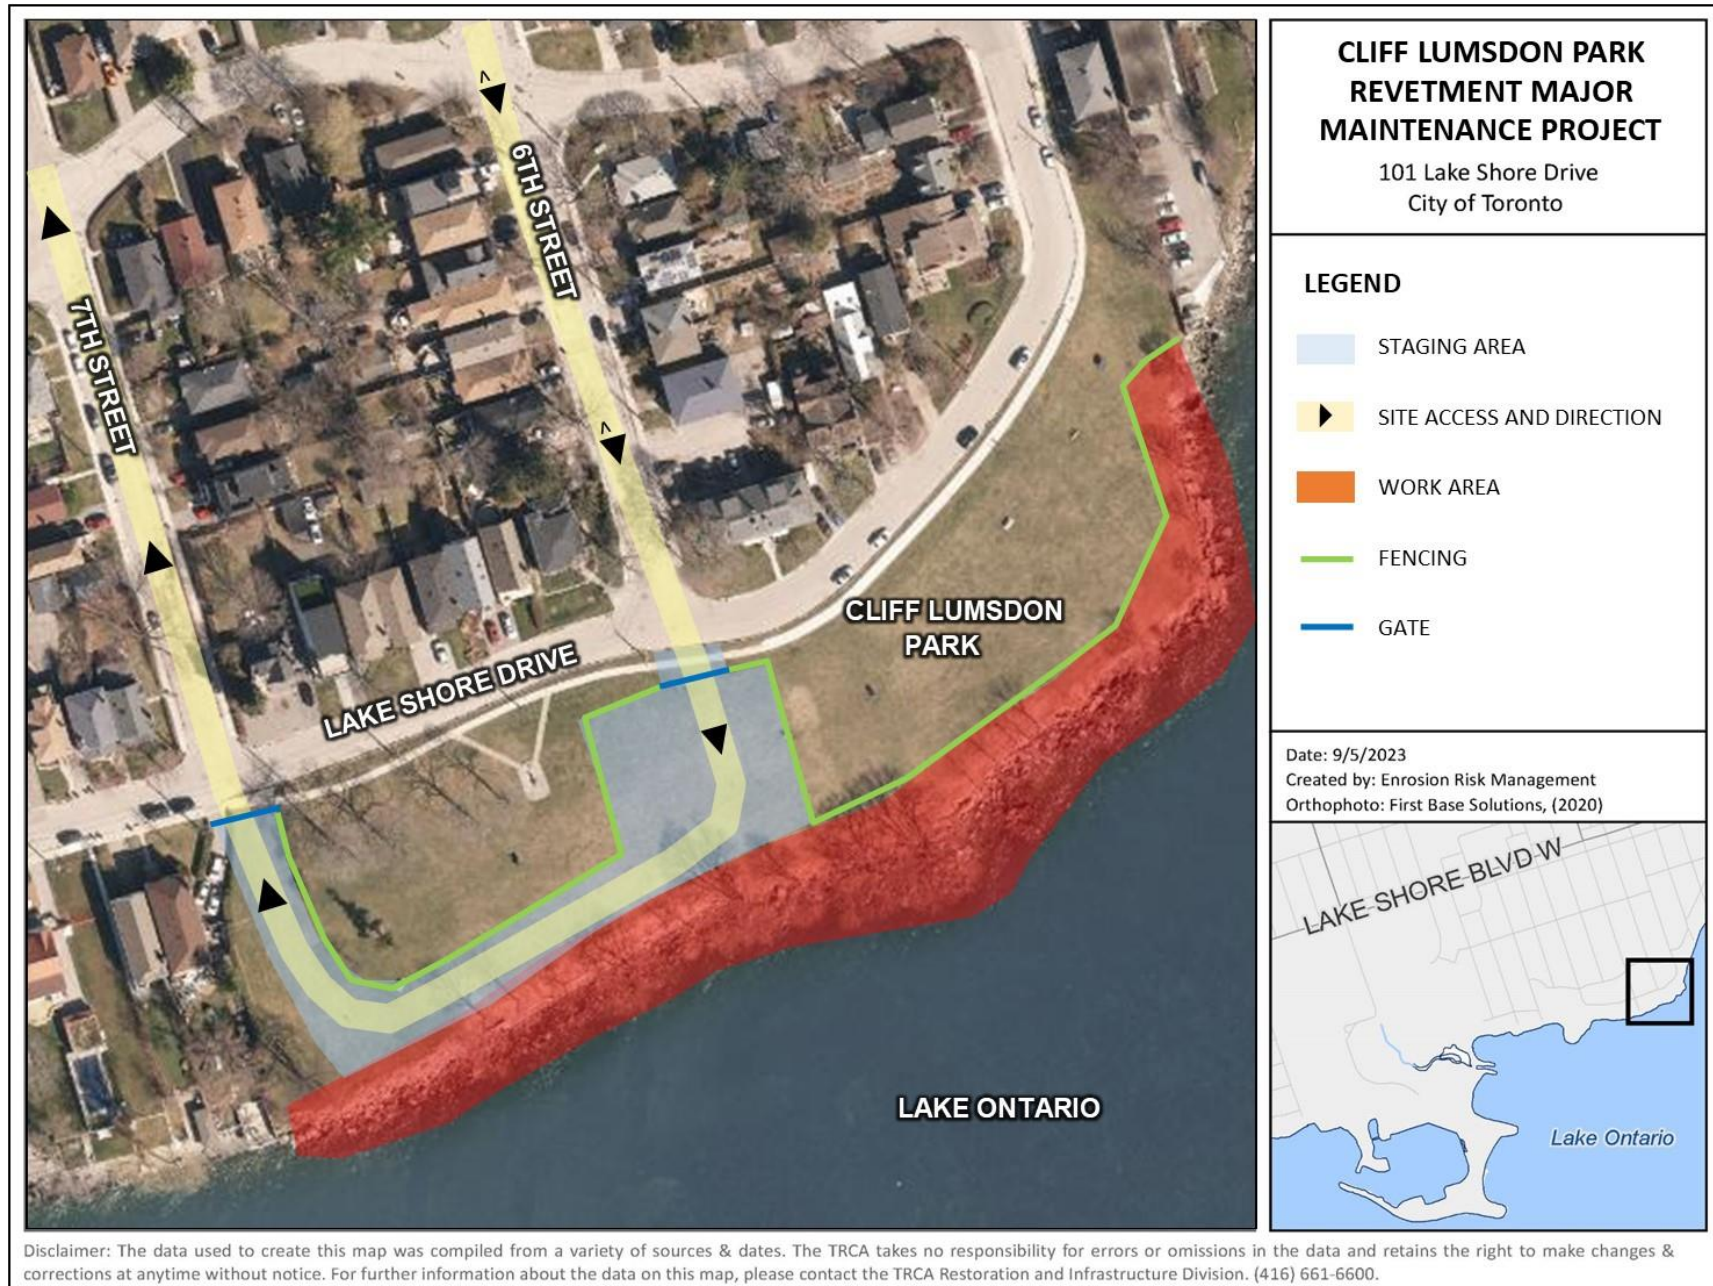 CLIFF LUMSDON PARK
REVETMENT MAJOR
MAINTENANCE PROJECT
101 Lake Shore Drive
City of Toronto
LEGEND
STAGING AREA
SITE ACCESS AND DIRECTION
WORK AREA
FENCING
GATE
Date: 9/5/2023
Created by: Enrosion Risk Management
Orthophoto: First Base Solutions, (2020)
LAKE SHORE BLVD W
Lake Ontario
6TH STREET
7TH STREET
LAKE SHORE DRIVE
CLIFF LUMSDON
PARK
LAKE ONTARIO
Disclaimer: The data used to create this map was compiled from a variety of sources & dates. The TRCA takes no responsibility for errors or omissions in the data and retains the right to make changes &
corrections at anytime without notice. For further information about the data on this map, please contact the TRCA Restoration and Infrastructure Division. (416) 661-6600.